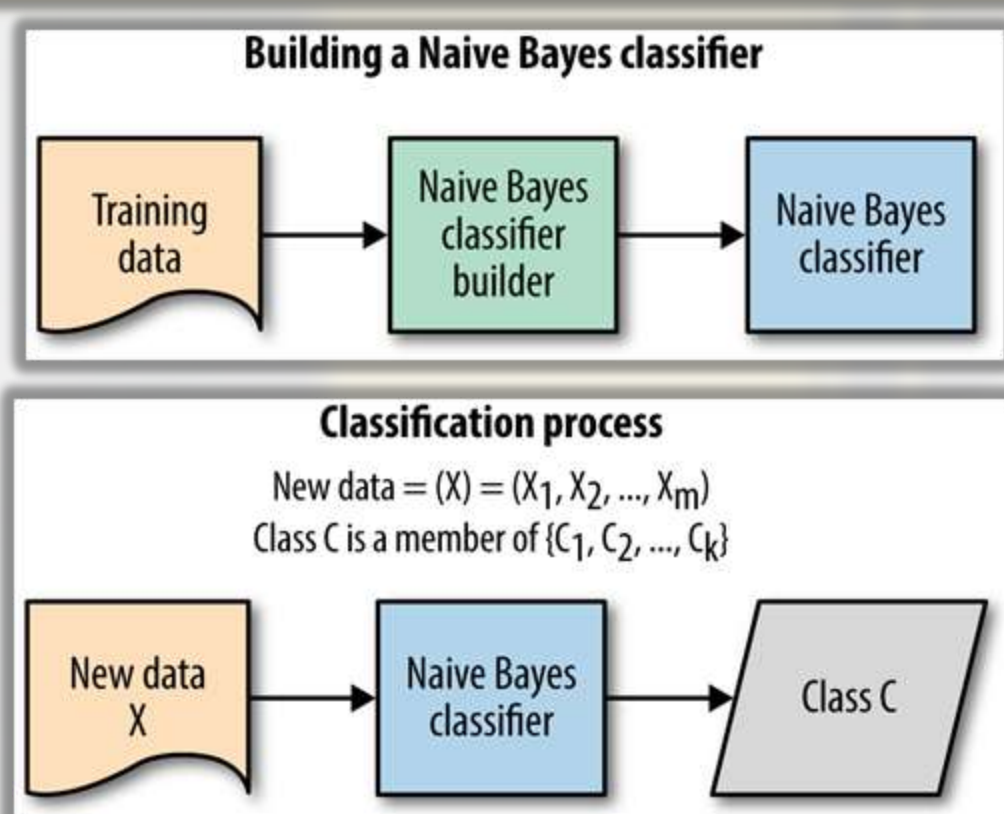 Building a Naive Bayes classifier
Training
data
Naive Bayes
classifier
builder
Naive Bayes
classifier
Classification process
New data = (X) = (X1, X2, ..., Xm)
Class C is a member of {C1, C2, ..., Ck}
New data
X
Naive Bayes
classifier
Class C